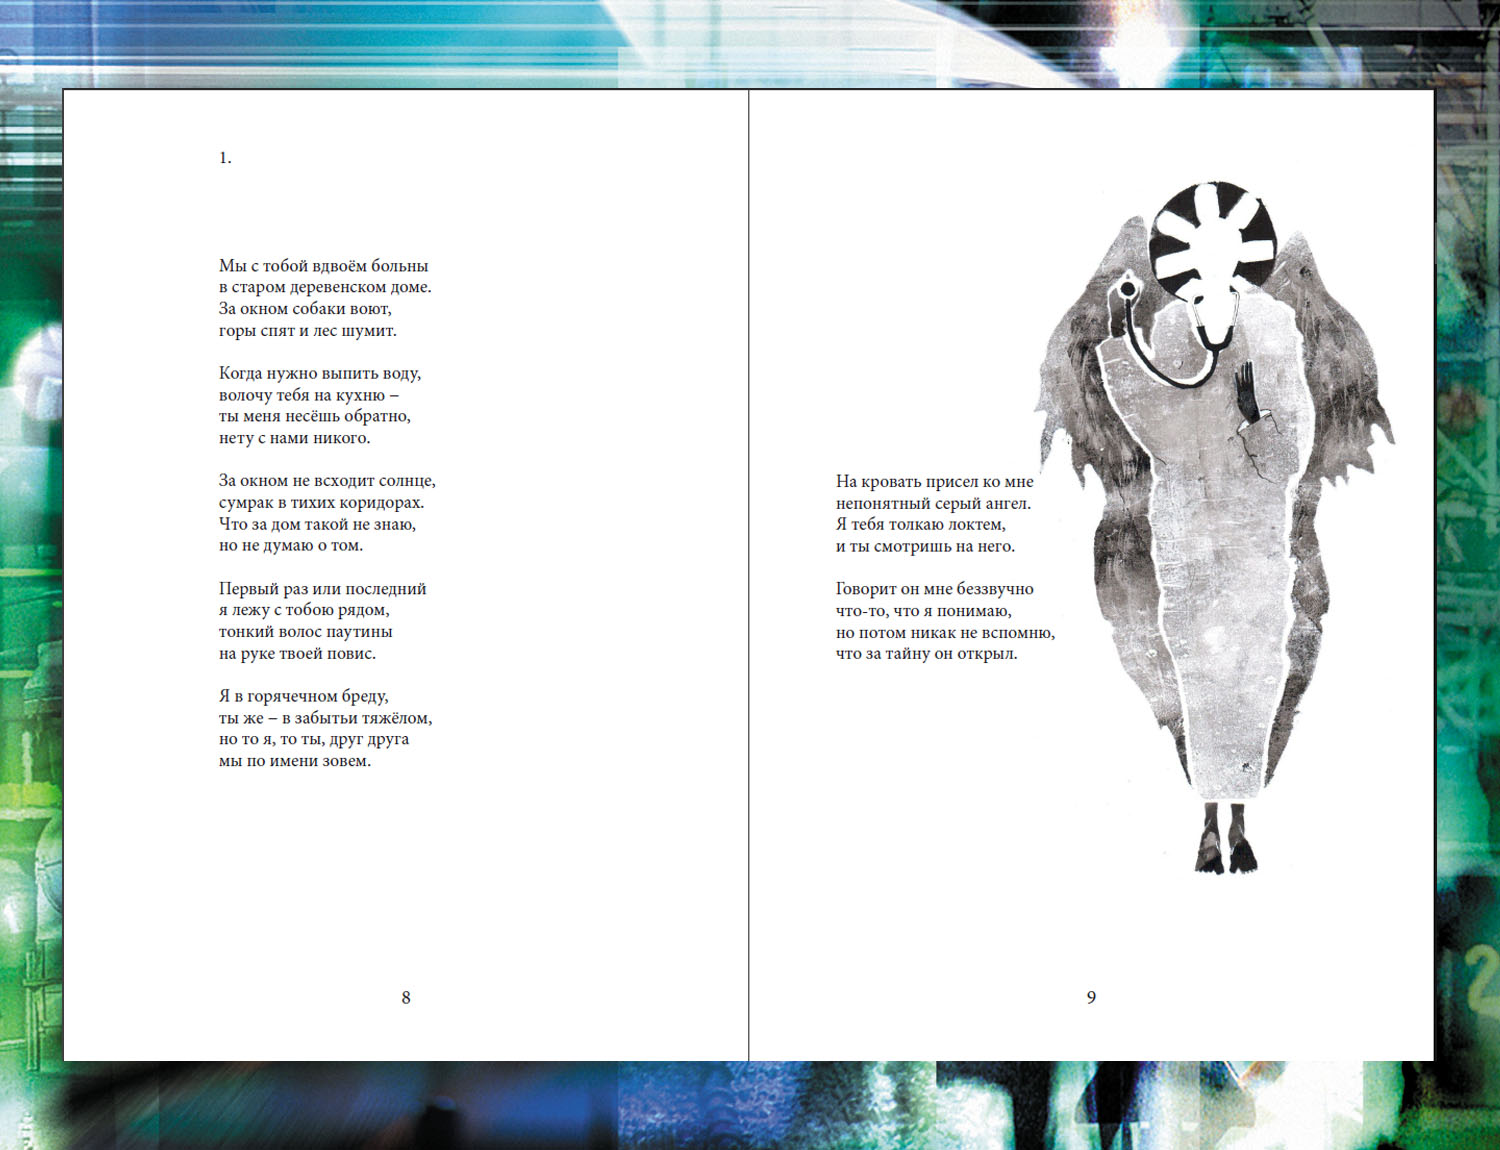 1.
Мы с тобой вдвоём больны
в старом деревенском доме.
За окном собаки воют,
горы спят и лес шумит.
Когда нужно выпить воду,
волочу тебя на кухню –
ты меня несёшь обратно,
нету с нами никого.
За окном не всходит солнце,
сумрак в тихих коридорах.
Что за дом такой не знаю,
но не думаю о том.
Первый раз или последний
я лежу с тобою рядом,
тонкий волос паутины
на руке твоей повис.
Я в горячечном бреду,
ты же – в забытьи тяжёлом,
но то я, то ты, друг друга
мы по имени зовем.
8
На кровать присел ко мне
непонятный серый ангел.
Я тебя толкаю локтем,
и ты смотришь на него.
Говорит он мне беззвучно
что-то, что я понимаю,
но потом никак не вспомню,
что за тайну он открыл.
9
2